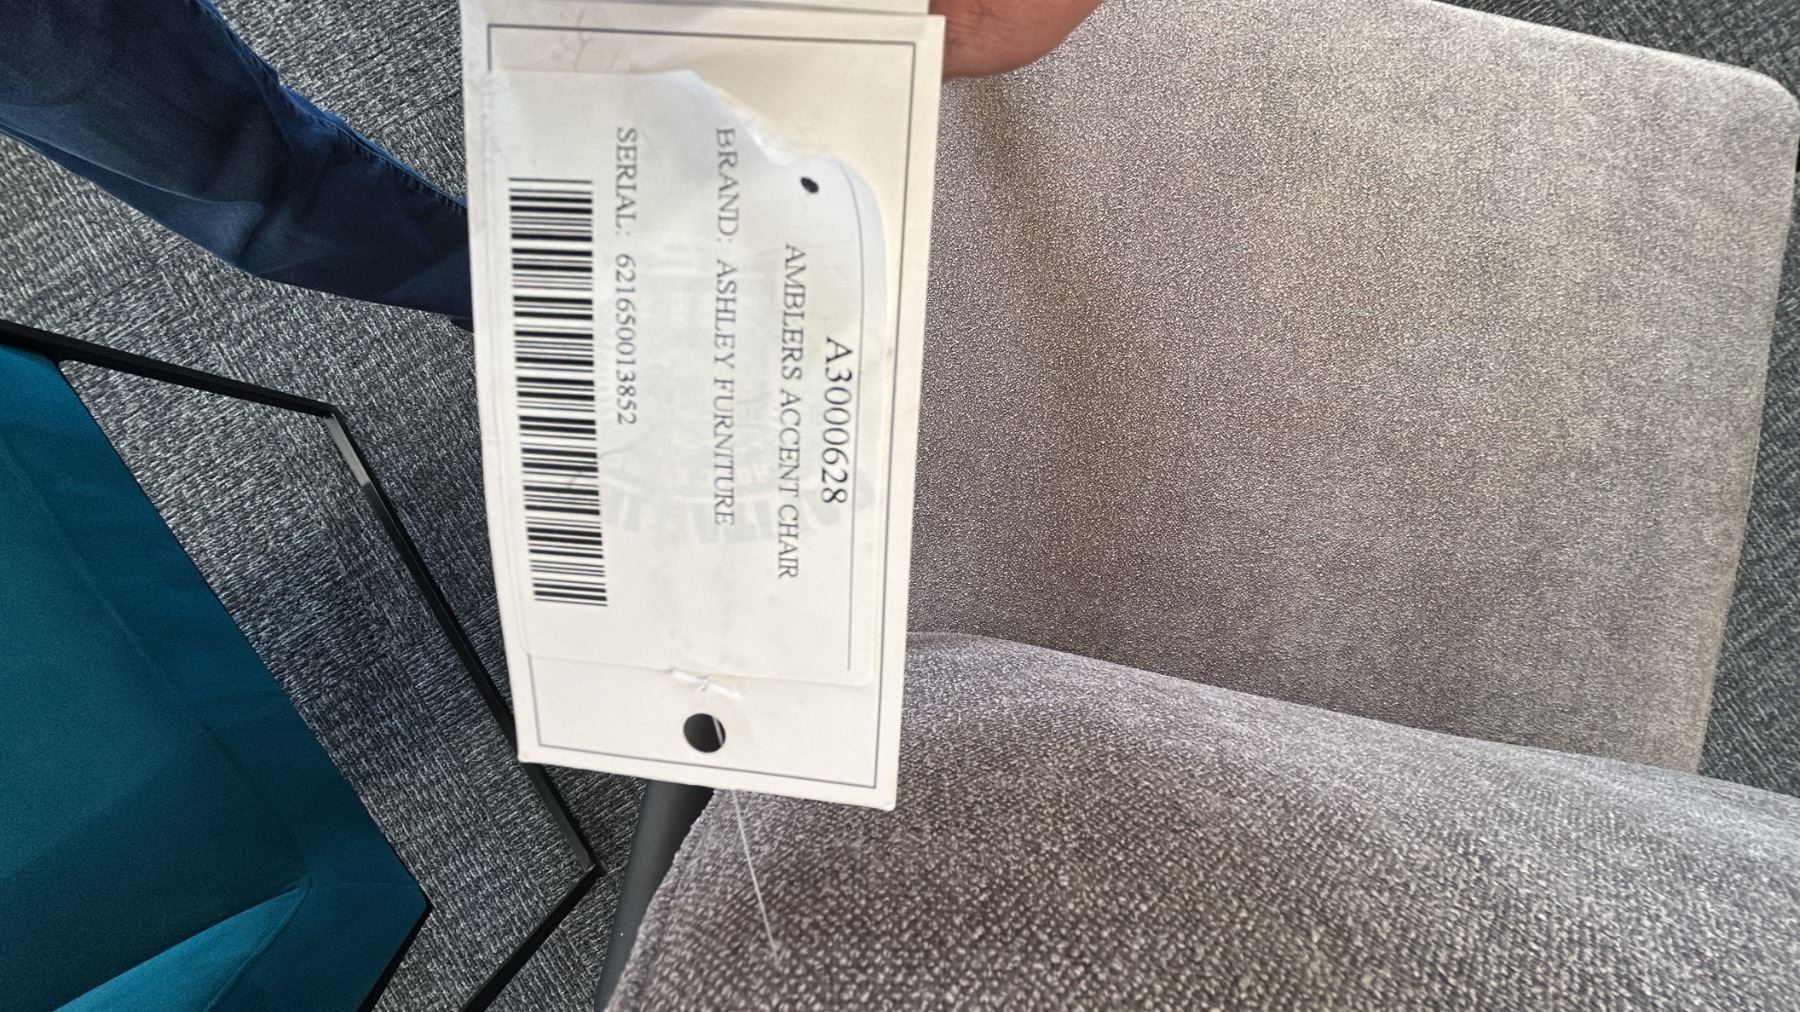 A3000628
AMBLERS ACCENT CHAIR
BRAND: ASHLEY FURNITURE
SERIAL: 621650013852